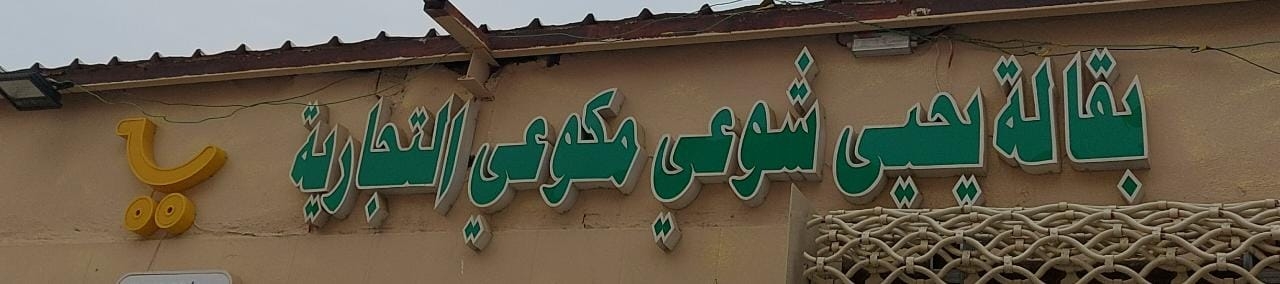 بقالة يحيى شوعي مكوعي التجارية